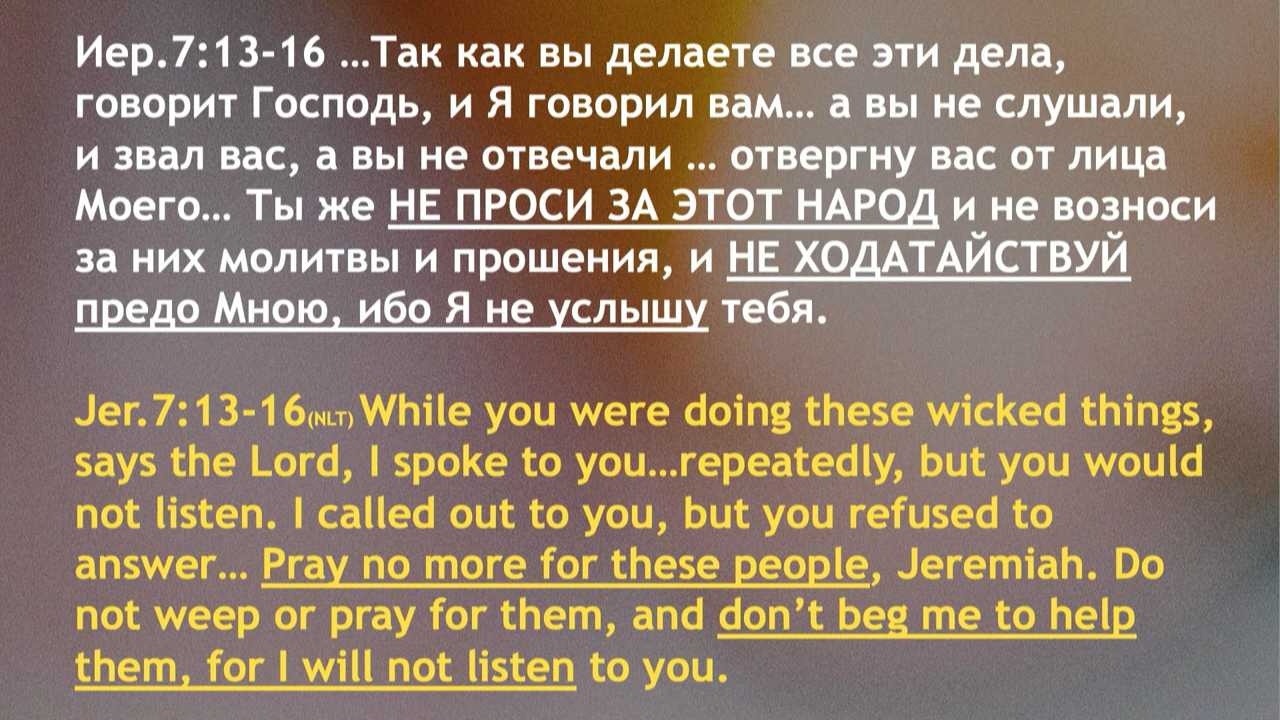 Иер.7:13-16 …Так как вы делаете все эти дела,
говорит Господь, и Я говорил вам… а вы не слушали,
и звал вас, а вы не отвечали … отвергну вас от лица
Моего… Ты же НЕ ПРОСИ ЗА ЭТОТ НАРОД и не возноси
за них молитвы и прошения, и НЕ ХОДАТАЙСТВУЙ
предо Мною, ибо Я не услышу тебя.
Jer.7:13-16(NLT) While you were doing these wicked things,
says the Lord, I spoke to you…repeatedly, but you would
not listen. I called out to you, but you refused to
answer… Pray no more for these people, Jeremiah. Do
not weep or pray for them, and don’t beg me to help
them, for I will not listen to you.